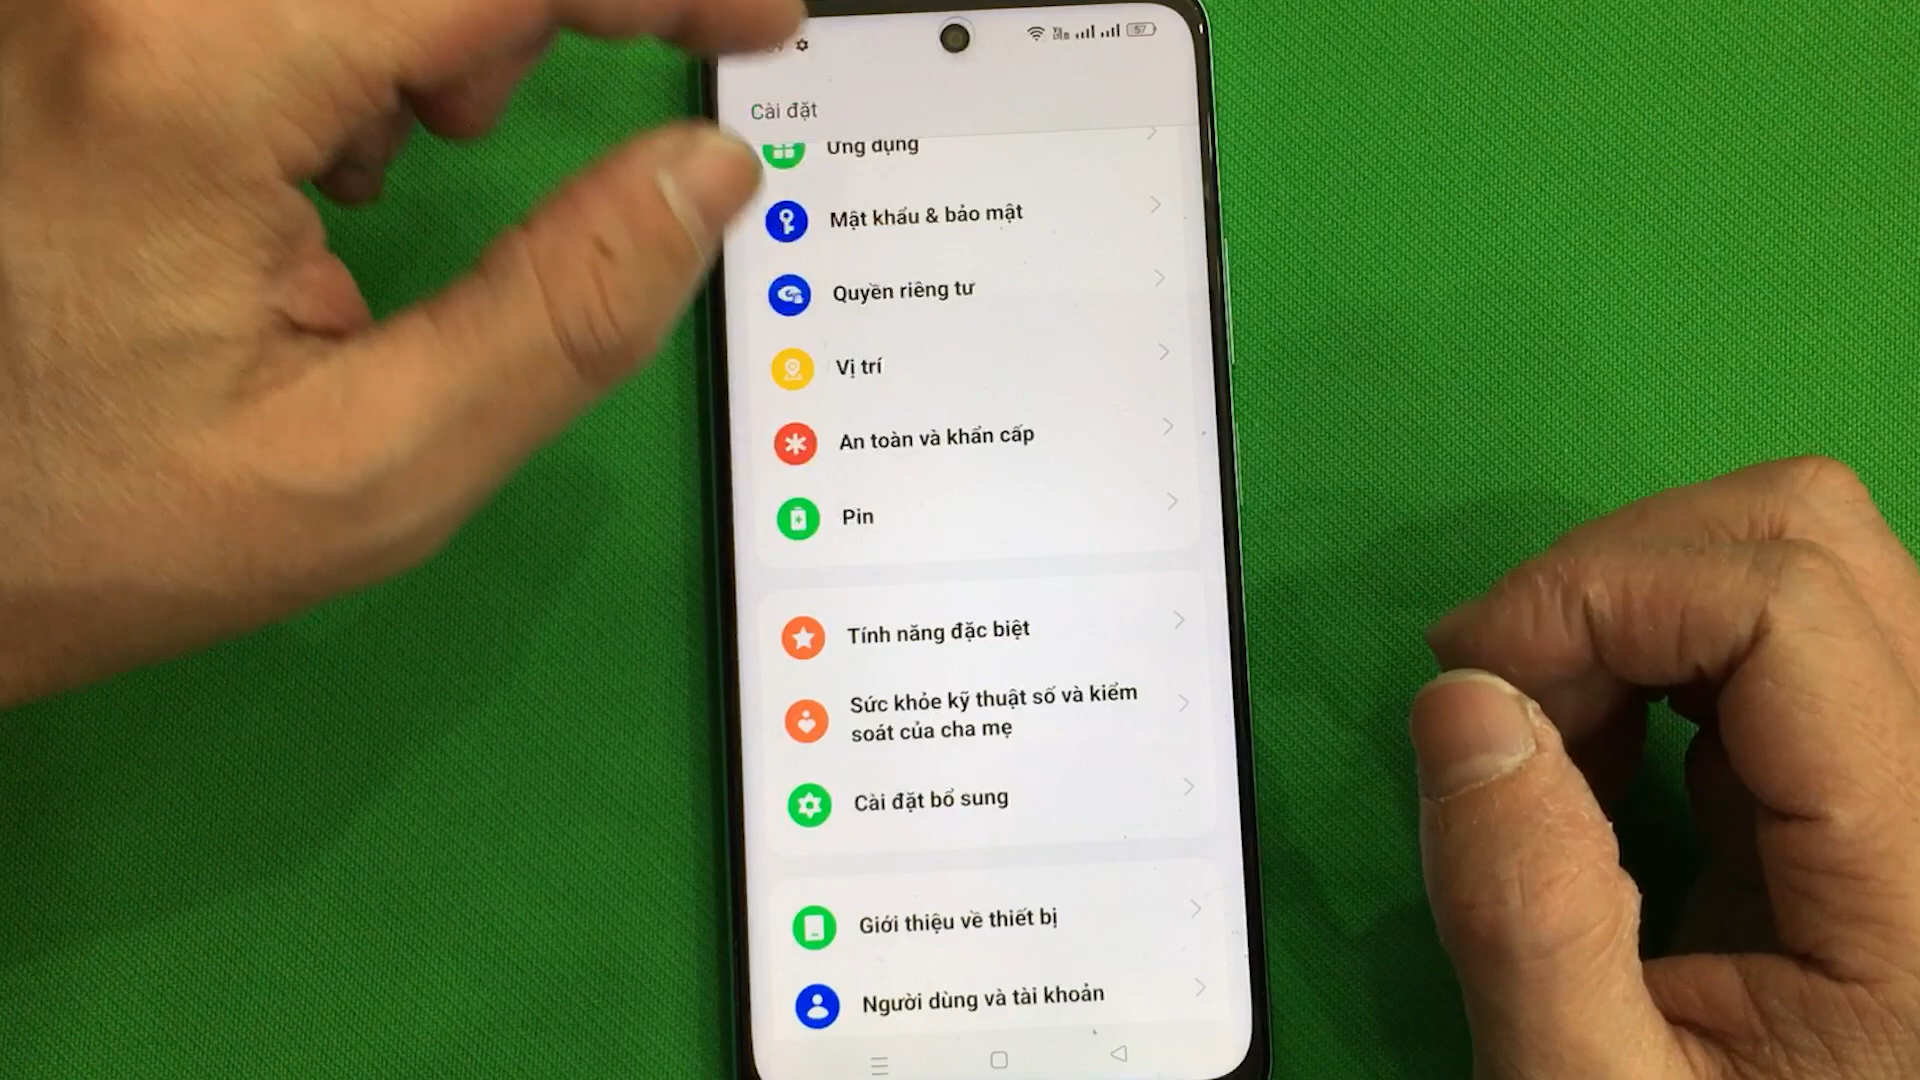 57
Cài đặt
Ứng dụng
Mật khẩu & bảo mật
Quyền riêng tư
Vị trí
An toàn và khẩn cấp
Pin
Tính năng đặc biệt
Sức khỏe kỹ thuật số và kiểm
soát của cha mẹ
Cài đặt bổ sung
Giới thiệu về thiết bị
Người dùng và tài khoản